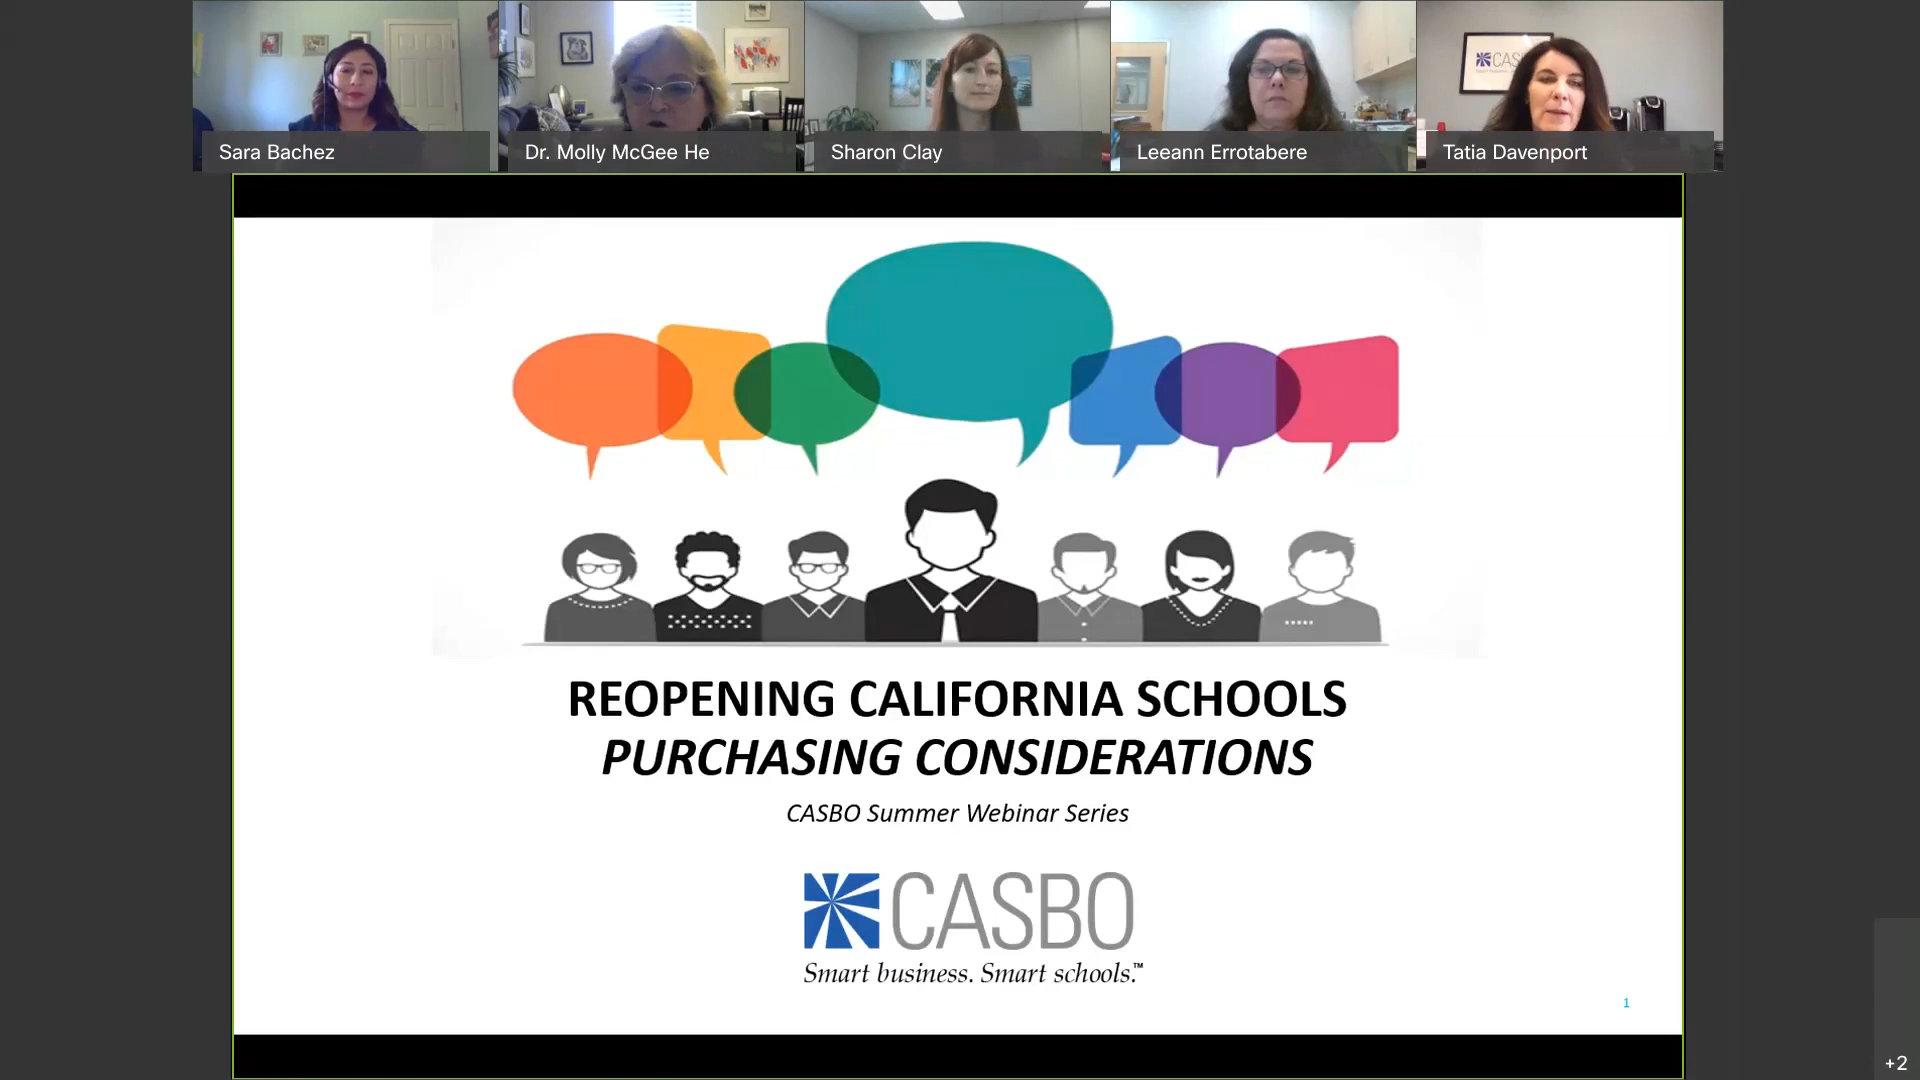 CAS
Sara Bachez
Dr. Molly McGee He
Sharon Clay
Leeann Errotabere
Tatia Davenport
REOPENING CALIFORNIA SCHOOLS
PURCHASING CONSIDERATIONS
CASBO Summer Webinar Series
CASBO
Smart business. Smart schools.™
1
+2